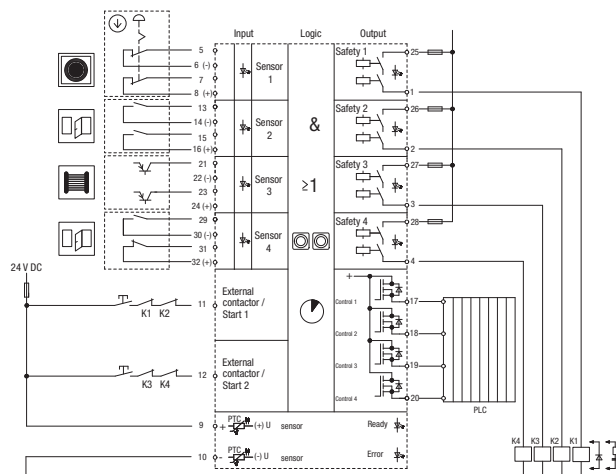 Input Logic Output
5
6 (-)
7
8 (+)
Sensor
1
Safety 1
25
1
13
14 (-)
15
16 (+)
Sensor
2
&
Safety 2
26
2
21
22 (-)
23
24 (+)
Sensor
3
≥1
Safety 3
27
3
29
30 (-)
31
32 (+)
Sensor
4
Safety 4
28
4
24 V DC
K1 K2
11
External
contactor /
Start 1
+
Control 1
17
Control 2
18
K3 K4
12
External
contactor /
Start 2
Control 3
19
Control 4
20
PLC
9 + PTC (+) U sensor
Ready
10 - PTC (-) U sensor
Error
K4 K3 K2 K1